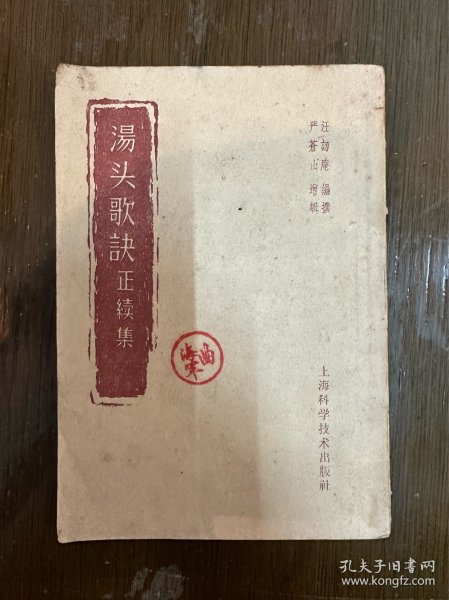 湯头歌訣正續集
汪訒庵 編撰
严蒼山 增輯
上海科学技术出版社
孔夫子旧书网
www.kongfz.com